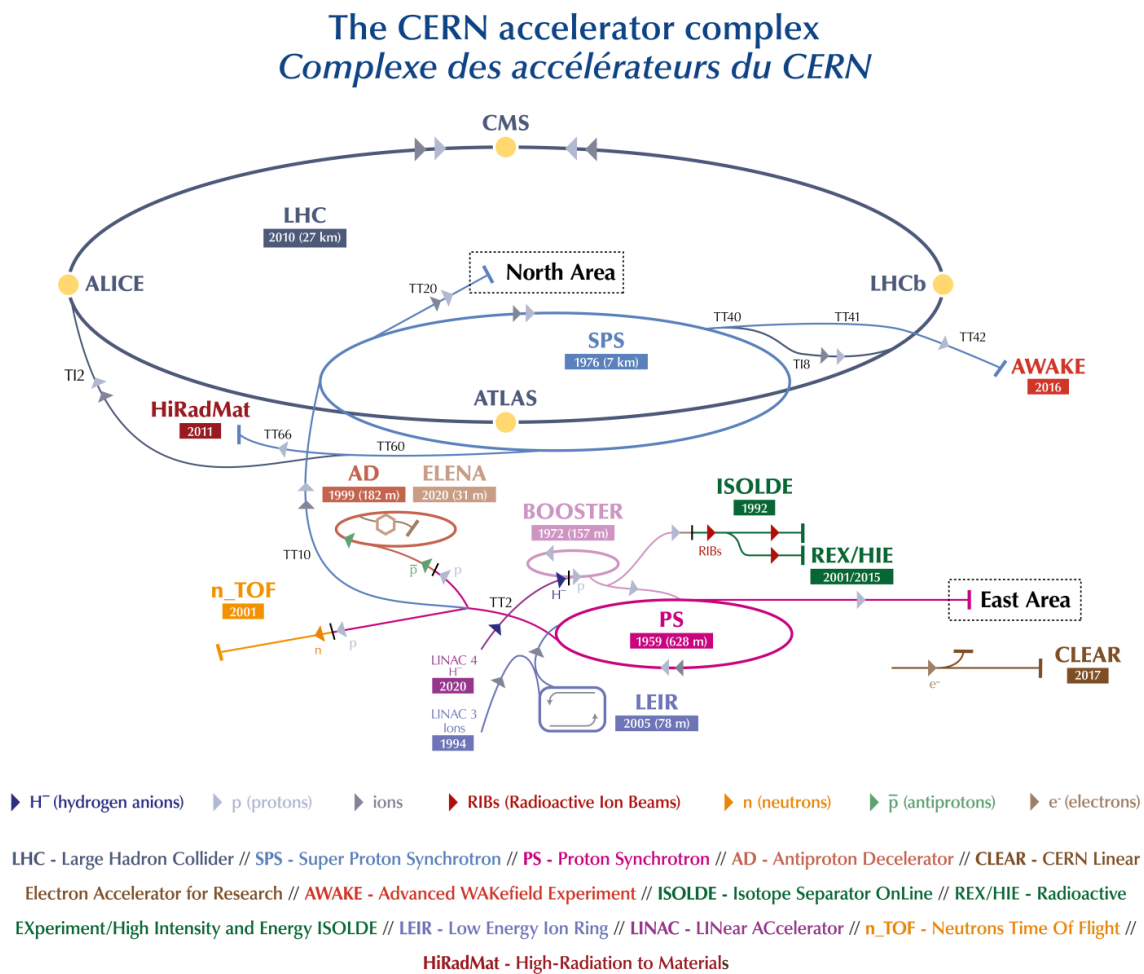 The CERN accelerator complex
Complexe des accélérateurs du CERN
CMS
LHC
2010 (27 km)
North Area
ALICE
LHCb
TT20
TT40
TT41
SPS
1976 (7 km)
TT42
TI8
AWAKE
2016
TI2
ATLAS
HiRadMat
2011
TT66
TT60
AD
1999 (182 m)
ELENA
2020 (31 m)
ISOLDE
1992
BOOSTER
1972 (157 m)
RIBs
REX/HIE
2001/2015
TT10
p̅
p
H⁻
p
n_TOF
2001
TT2
East Area
PS
1959 (628 m)
n
p
LINAC 4
H⁻
2020
CLEAR
2017
e⁻
LINAC 3
Ions
1994
LEIR
2005 (78 m)
H⁻ (hydrogen anions)
p (protons)
ions
RIBs (Radioactive Ion Beams)
n (neutrons)
p̅ (antiprotons)
e⁻ (electrons)
LHC - Large Hadron Collider // SPS - Super Proton Synchrotron // PS - Proton Synchrotron // AD - Antiproton Decelerator // CLEAR - CERN Linear
Electron Accelerator for Research // AWAKE - Advanced WAKefield Experiment // ISOLDE - Isotope Separator OnLine // REX/HIE - Radioactive
EXperiment/High Intensity and Energy ISOLDE // LEIR - Low Energy Ion Ring // LINAC - LINear ACcelerator // n_TOF - Neutrons Time Of Flight //
HiRadMat - High-Radiation to Materials